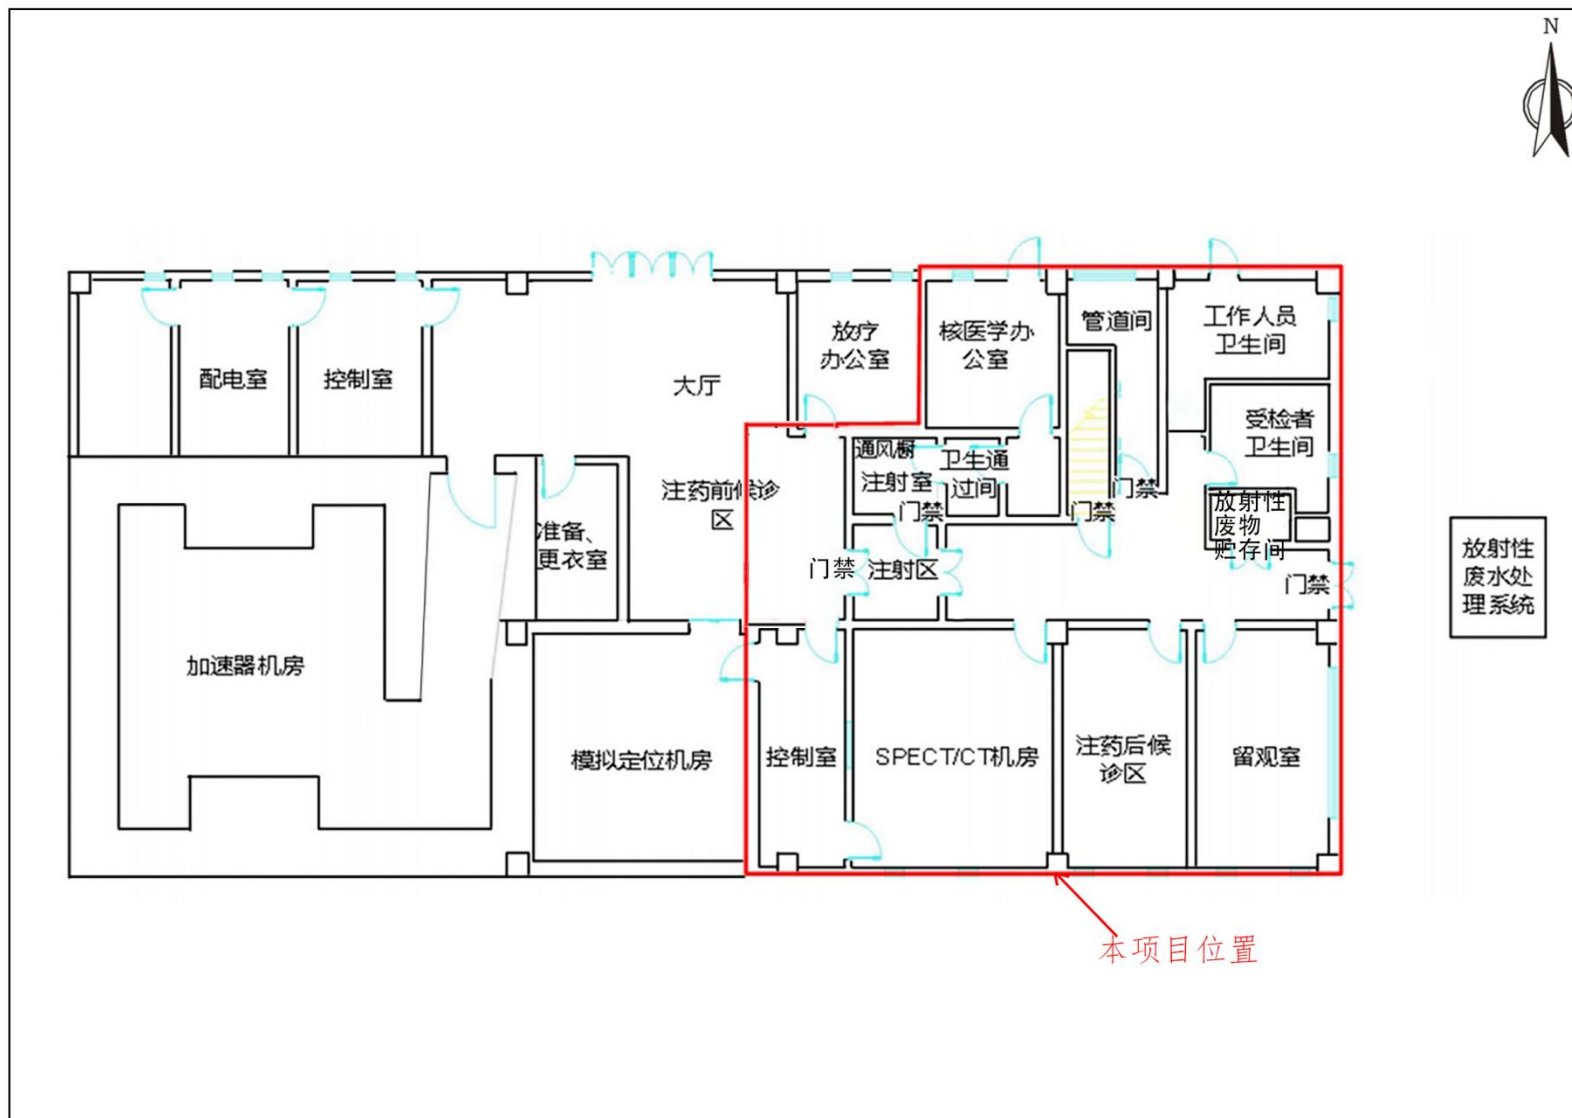 N
放疗
办公室
核医学办
公室
管道间
工作人员
卫生间
配电室
控制室
大厅
受检者
卫生间
通风橱
注射室
卫生通
过间
门禁
门禁
门禁
放射性
废物
贮存间
注药前候诊
区
准备、
更衣室
门禁
注射区
门禁
放射性
废水处
理系统
加速器机房
模拟定位机房
控制室
SPECT/CT机房
注药后候
诊区
留观室
本项目位置